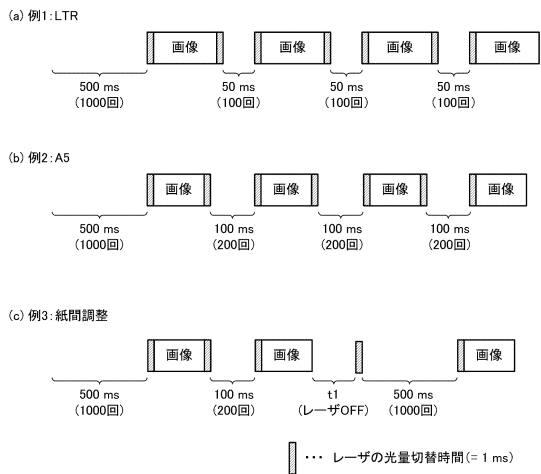 (a) 例1：LTR
画像 画像 画像 画像
500 ms 50 ms 50 ms 50 ms
(1000回) (100回) (100回) (100回)
(b) 例2：A5
画像 画像 画像 画像
500 ms 100 ms 100 ms 100 ms
(1000回) (200回) (200回) (200回)
(c) 例3：紙間調整
画像 画像 画像
500 ms 100 ms t1 500 ms
(1000回) (200回) (レーザOFF) (1000回)
･･･ レーザの光量切替時間(= 1 ms)